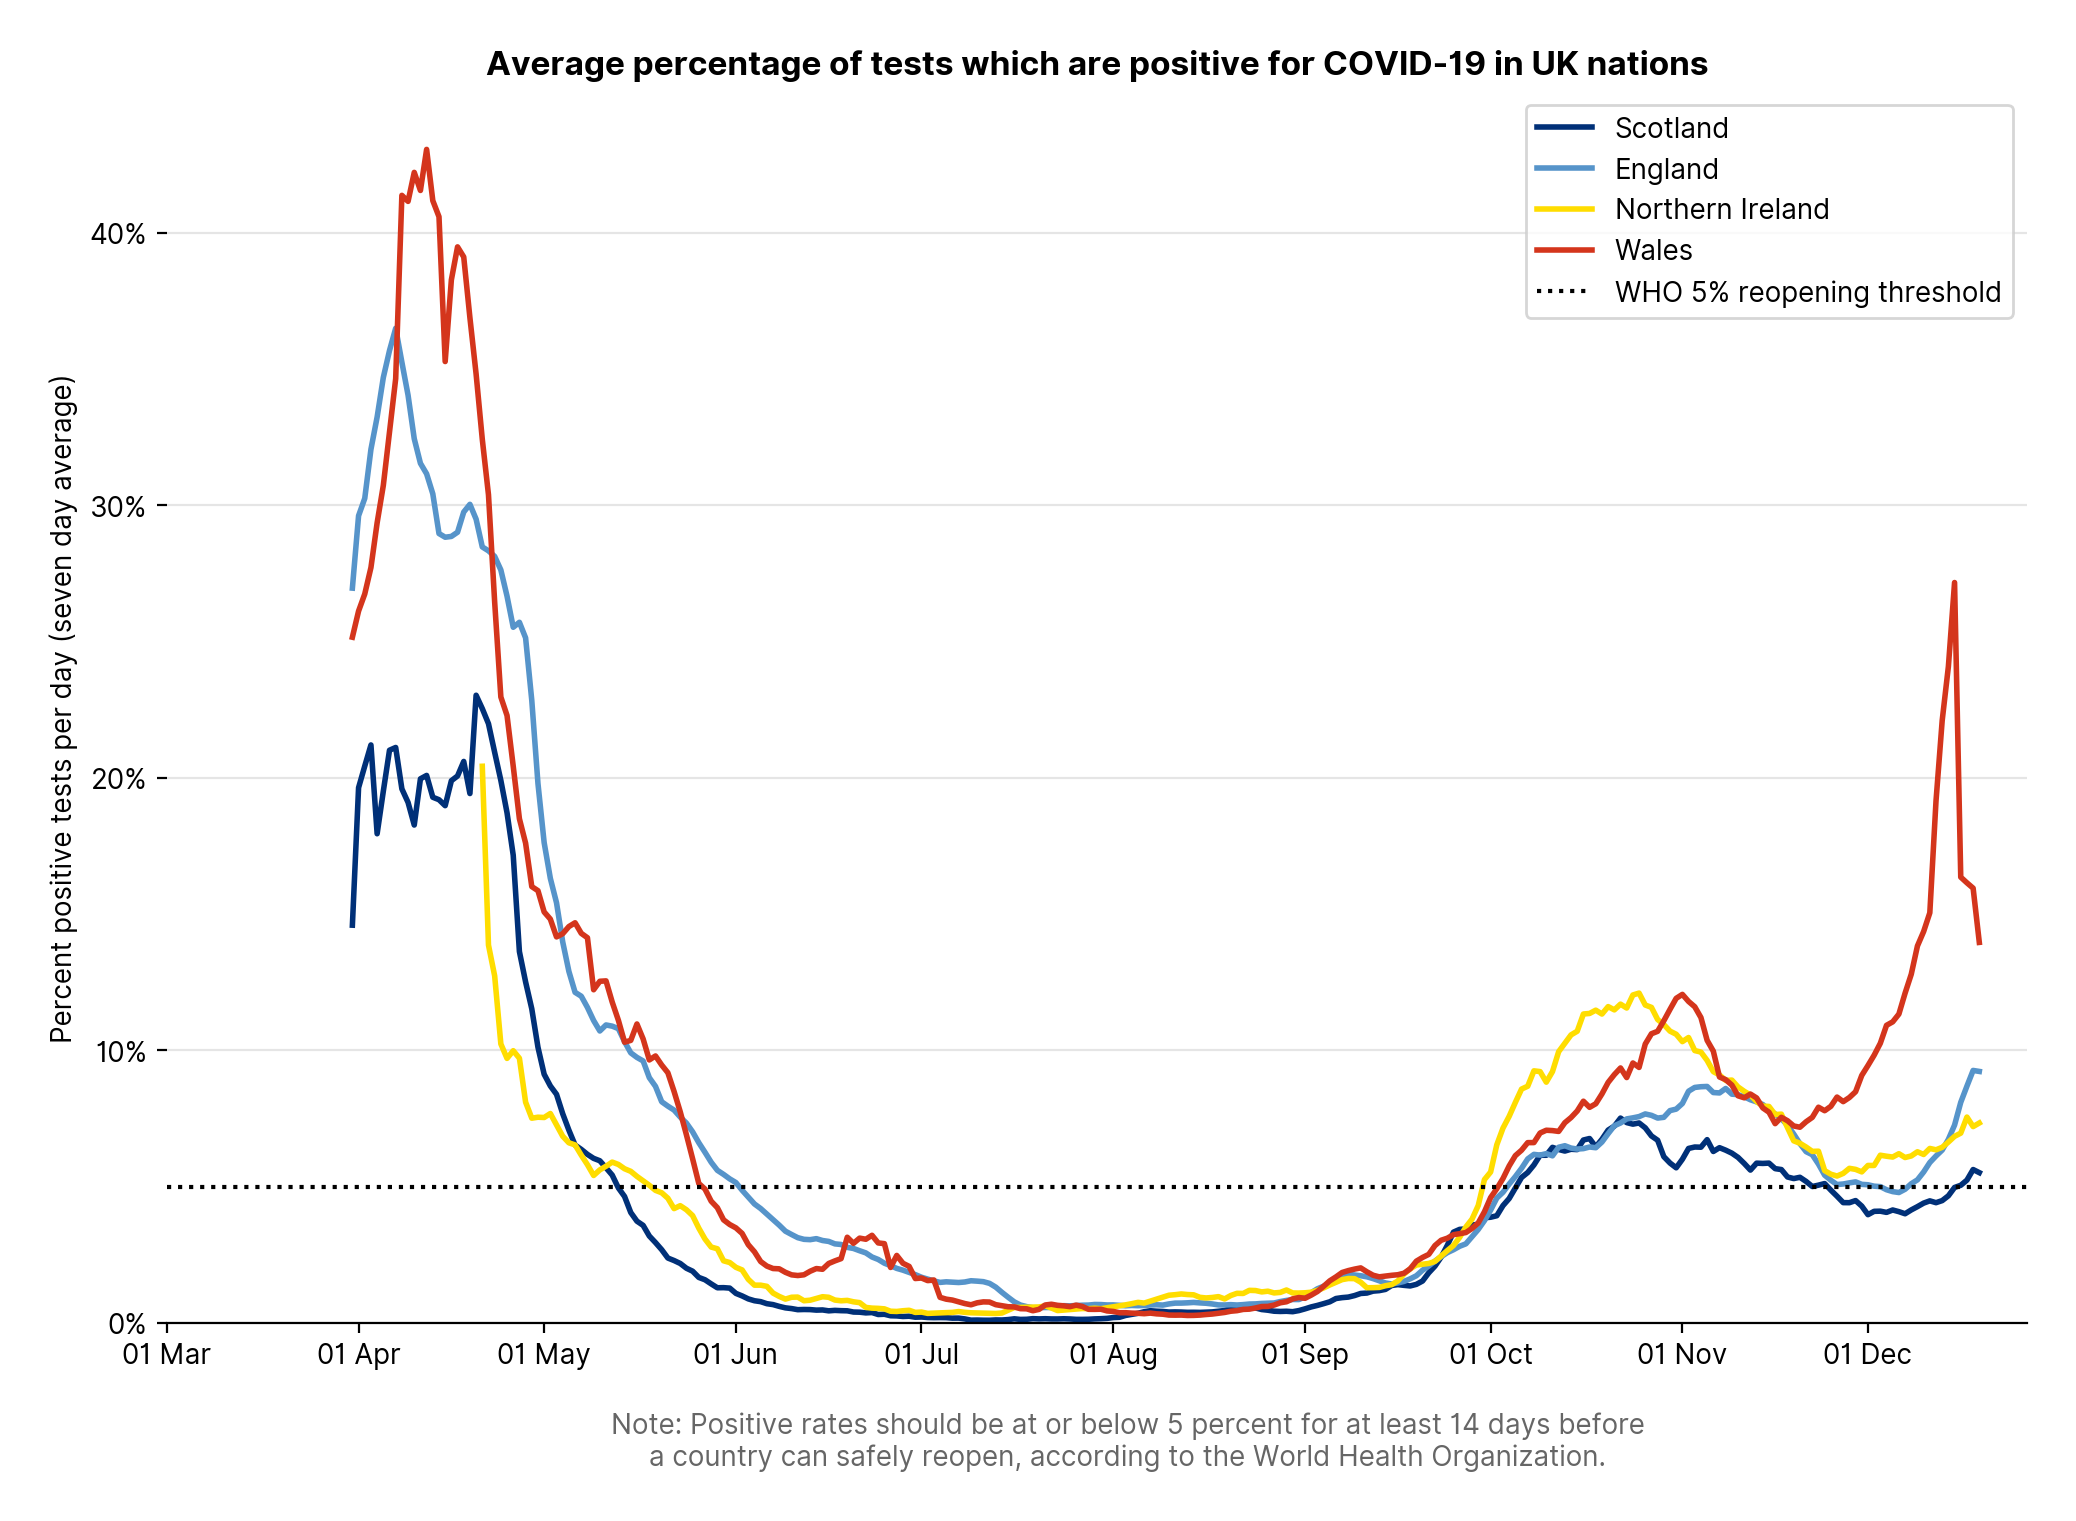 Average percentage of tests which are positive for COVID-19 in UK nations
Scotland
England
Northern Ireland
Wales
WHO 5% reopening threshold
Percent positive tests per day (seven day average)
40%
30%
20%
10%
0%
01 Mar
01 Apr
01 May
01 Jun
01 Jul
01 Aug
01 Sep
01 Oct
01 Nov
01 Dec
Note: Positive rates should be at or below 5 percent for at least 14 days before
a country can safely reopen, according to the World Health Organization.